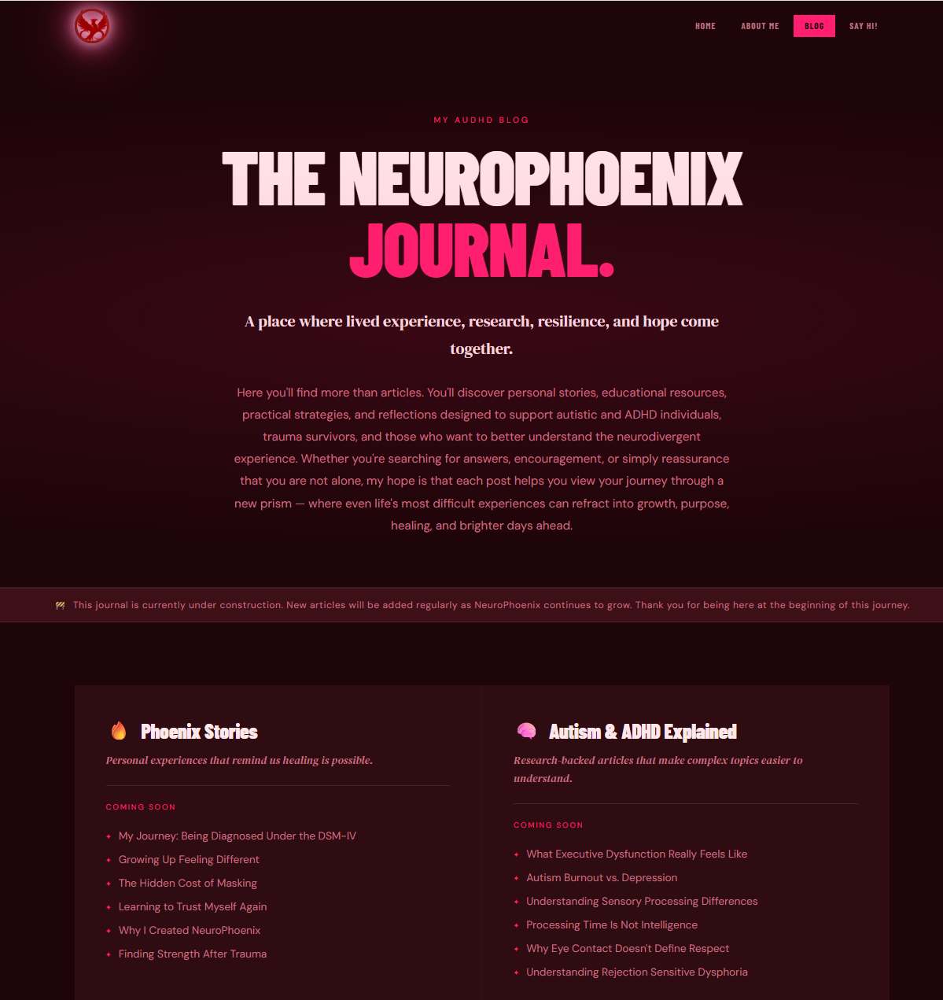 HOME
ABOUT ME
BLOG
SAY HI!
MY AUDHD BLOG
THE NEUROPHOENIX
JOURNAL.
A place where lived experience, research, resilience, and hope come
together.
Here you'll find more than articles. You'll discover personal stories, educational resources,
practical strategies, and reflections designed to support autistic and ADHD individuals,
trauma survivors, and those who want to better understand the neurodivergent
experience. Whether you're searching for answers, encouragement, or simply reassurance
that you are not alone, my hope is that each post helps you view your journey through a
new prism — where even life's most difficult experiences can refract into growth, purpose,
healing, and brighter days ahead.
🚧 This journal is currently under construction. New articles will be added regularly as NeuroPhoenix continues to grow. Thank you for being here at the beginning of this journey.
🔥 Phoenix Stories
Personal experiences that remind us healing is possible.
COMING SOON
✦ My Journey: Being Diagnosed Under the DSM-IV
✦ Growing Up Feeling Different
✦ The Hidden Cost of Masking
✦ Learning to Trust Myself Again
✦ Why I Created NeuroPhoenix
✦ Finding Strength After Trauma
🧠 Autism & ADHD Explained
Research-backed articles that make complex topics easier to
understand.
COMING SOON
✦ What Executive Dysfunction Really Feels Like
✦ Autism Burnout vs. Depression
✦ Understanding Sensory Processing Differences
✦ Processing Time Is Not Intelligence
✦ Why Eye Contact Doesn't Define Respect
✦ Understanding Rejection Sensitive Dysphoria